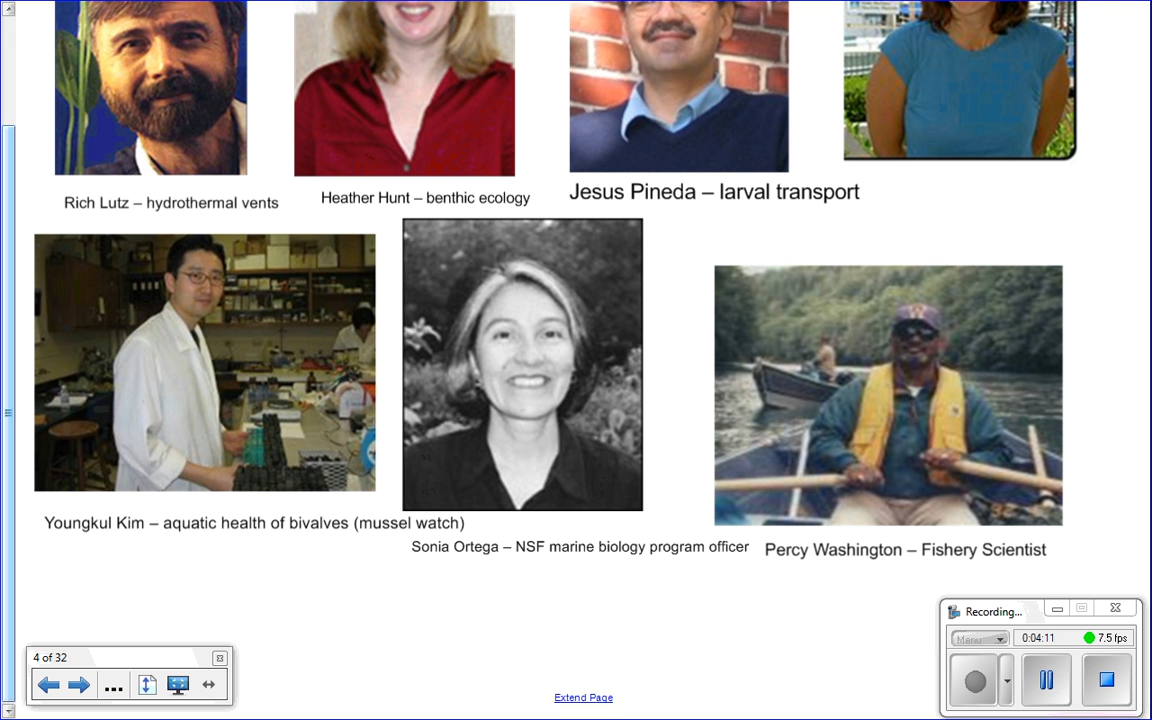 Rich Lutz – hydrothermal vents
Heather Hunt – benthic ecology
Jesus Pineda – larval transport
Youngkul Kim – aquatic health of bivalves (mussel watch)
Sonia Ortega – NSF marine biology program officer
Percy Washington – Fishery Scientist
Recording...
Menu
0:04:11
7.5 fps
4 of 32
...
Extend Page